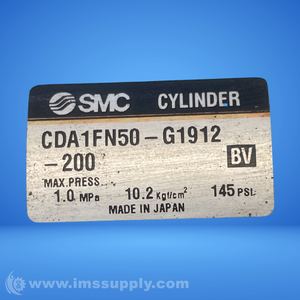 SMC CYLINDER
CDA1FN50-G1912
-200
BV
MAX.PRESS.
1.0 MPa 10.2 Kgf/cm² 145 PSI.
MADE IN JAPAN
© www.imssupply.com